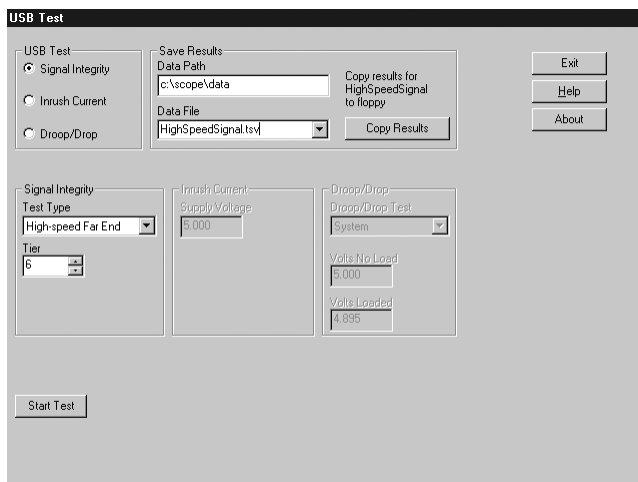 USB Test
USB Test
Signal Integrity
Inrush Current
Droop/Drop
Save Results
Data Path
c:\scope\data
Data File
HighSpeedSignal.tsv
Copy results for
HighSpeedSignal
to floppy
Copy Results
Exit
Help
About
Signal Integrity
Test Type
High-speed Far End
Tier
6
Inrush Current
Supply Voltage
5.000
Droop/Drop
Droop/Drop Test
System
Volts No Load
5.000
Volts Loaded
4.895
Start Test